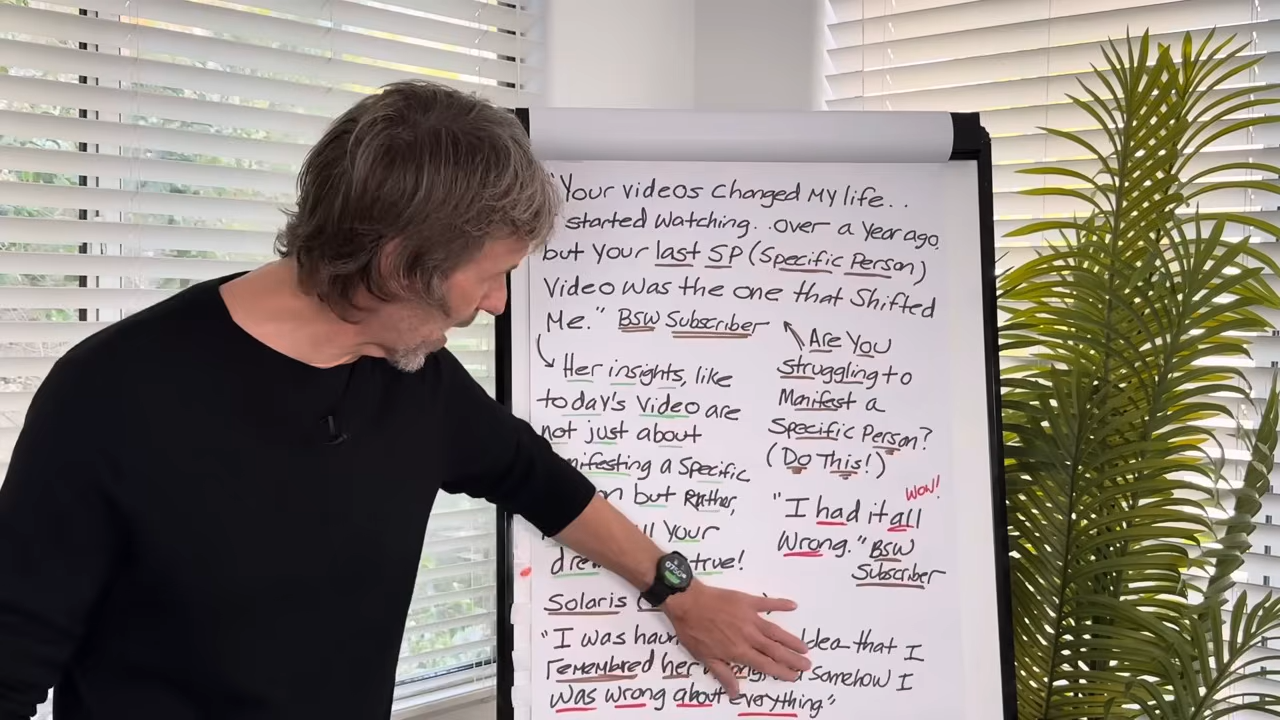 "Your videos changed My life..
started watching.. over a year ago,
but your last SP (Specific Person)
Video was the one that Shifted
Me." BSW Subscriber
Her insights, like
today's Video are
not just about
a Specific
but Rather,
Your
true!
Are You
Struggling to
Manifest a
Specific Person?
(Do This!)
WOW!
"I had it all
Wrong." BSW
Subscriber
Solaris
"I was Idea that I
remembred her Somehow I
was wrong about everything"